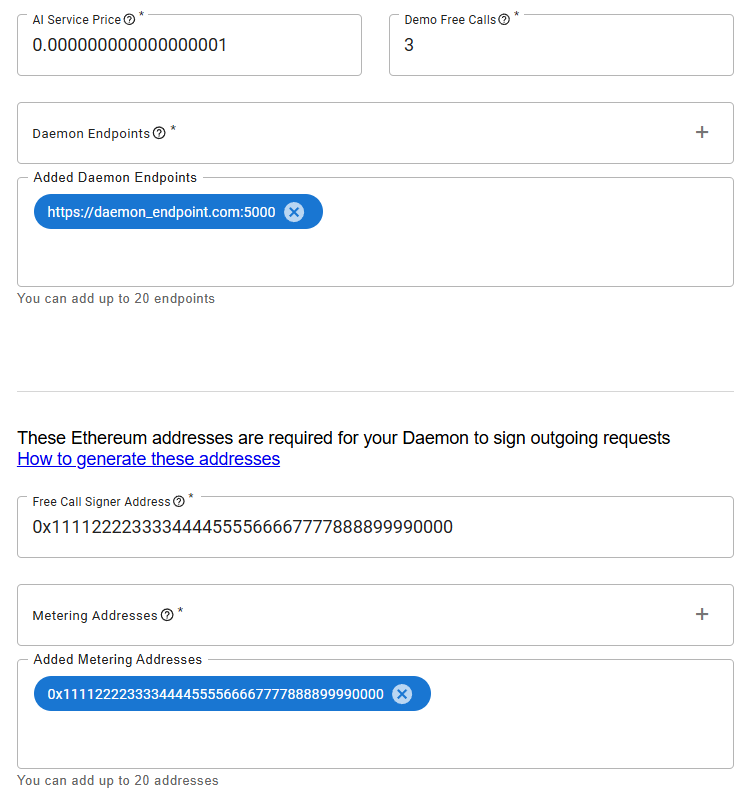 AI Service Price * Demo Free Calls *
0.000000000000000001 3
Daemon Endpoints *
Added Daemon Endpoints
https://daemon_endpoint.com:5000
You can add up to 20 endpoints
These Ethereum addresses are required for your Daemon to sign outgoing requests
How to generate these addresses
Free Call Signer Address *
0x1111222233334444555566667777888899990000
Metering Addresses *
Added Metering Addresses
0x1111222233334444555566667777888899990000
You can add up to 20 addresses